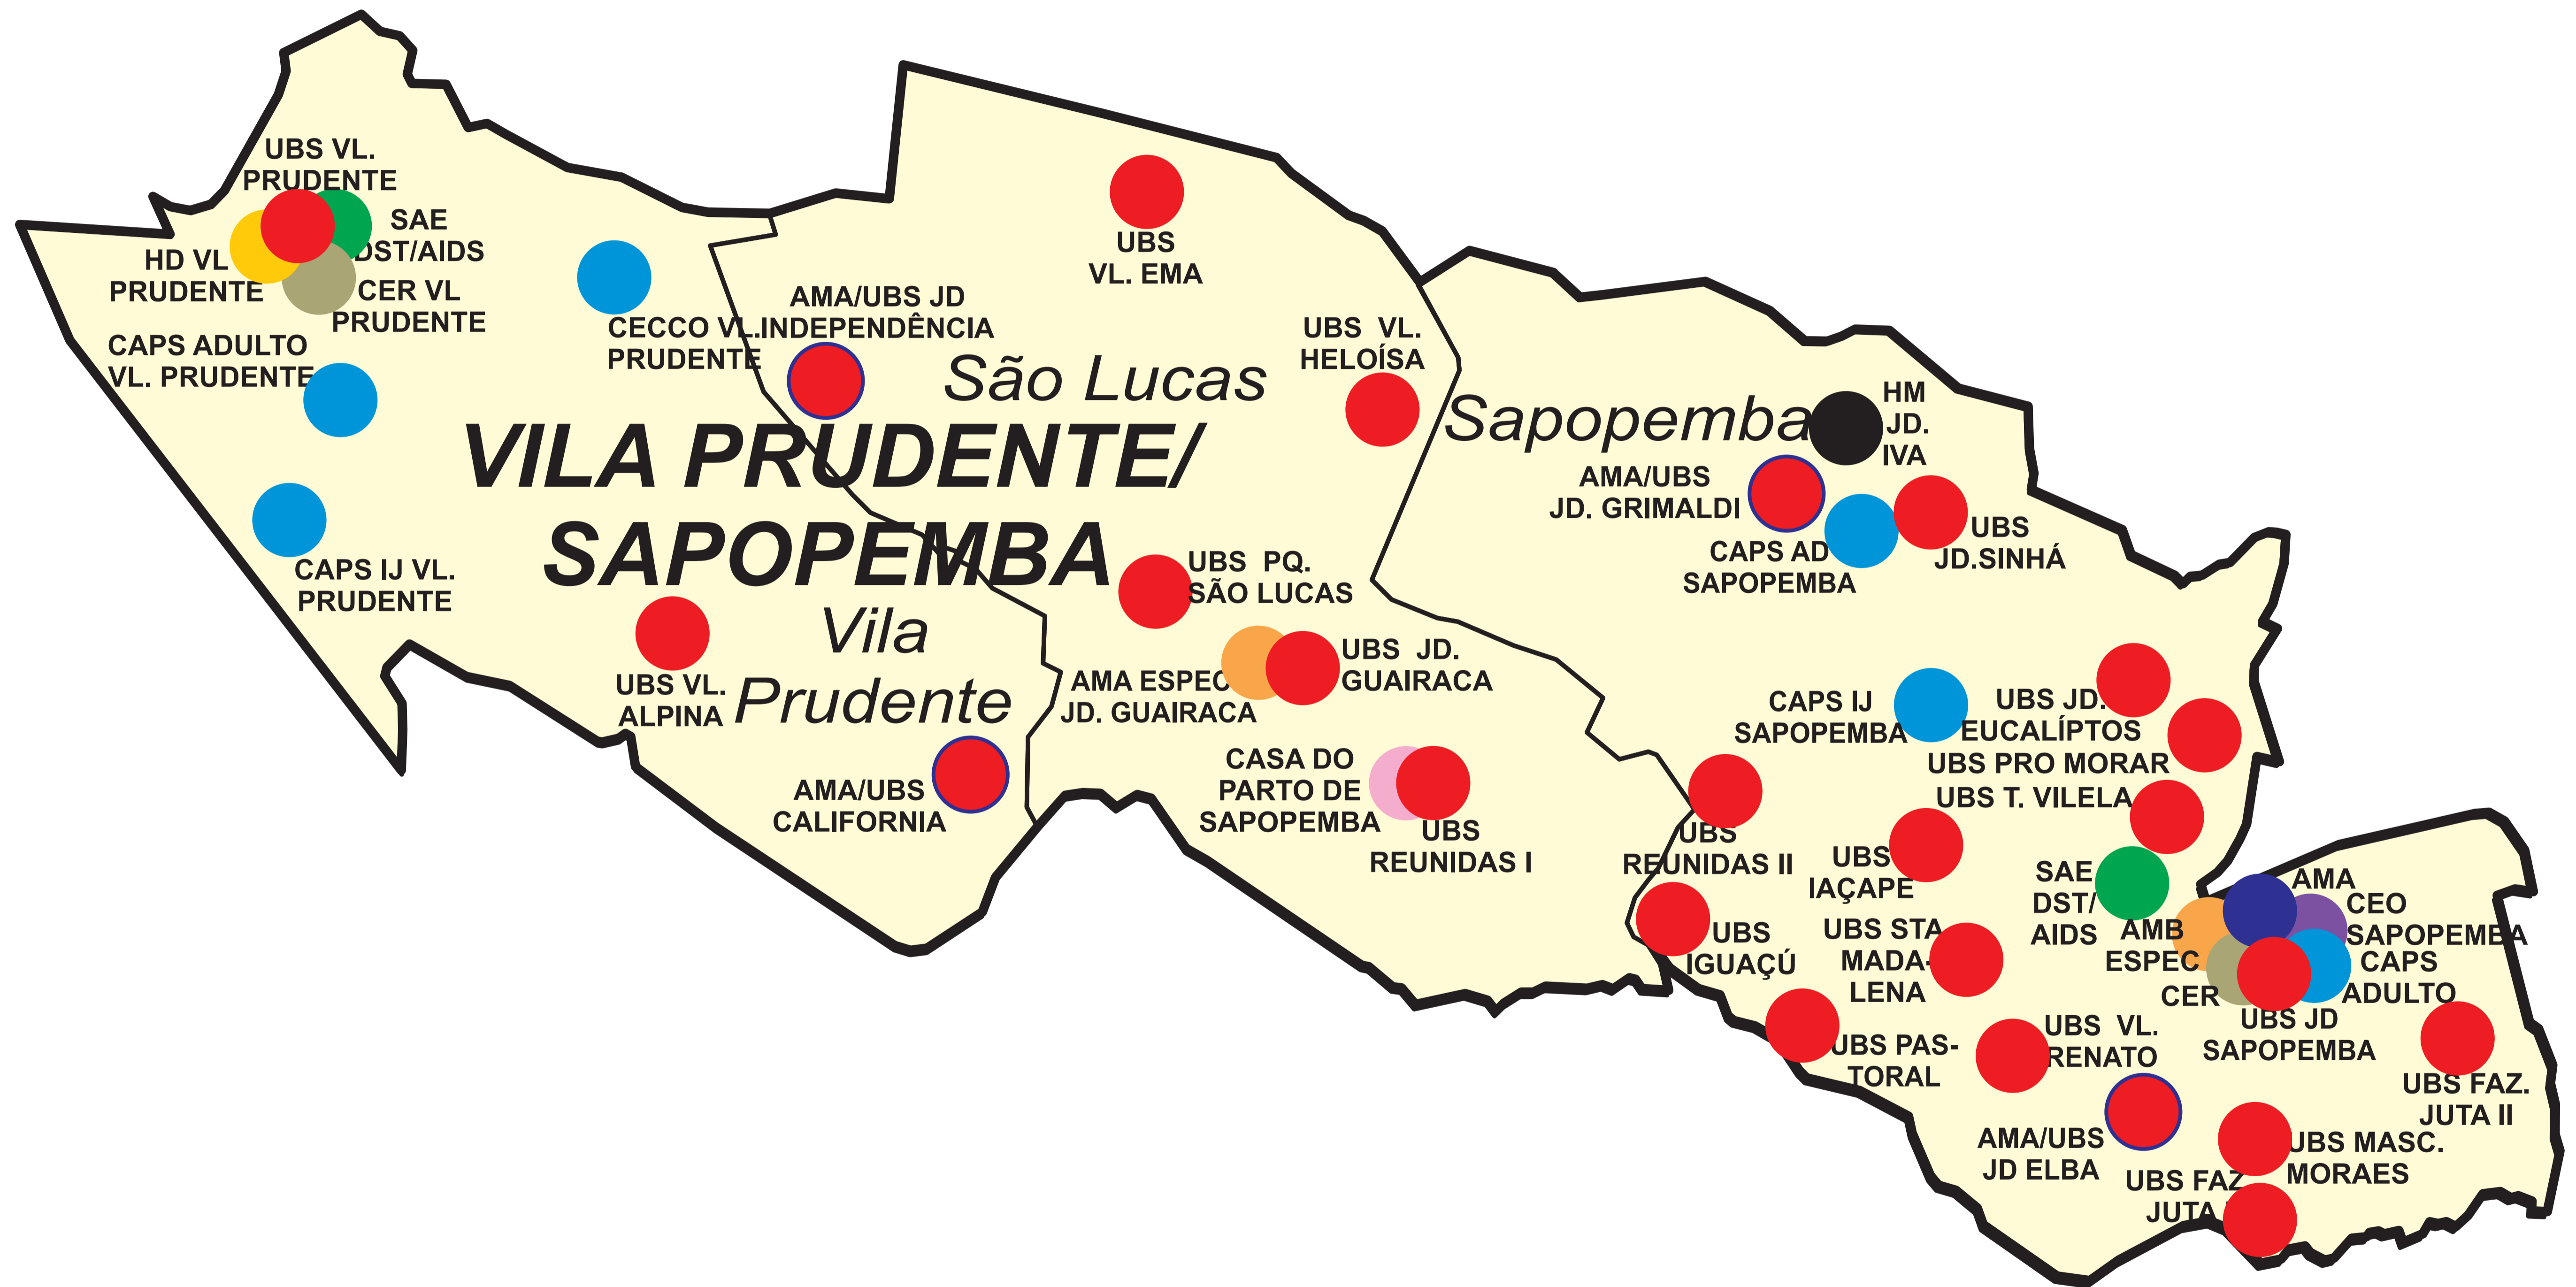 UBS VL.
PRUDENTE
SAE
DST/AIDS
HD VL
PRUDENTE
CER VL
PRUDENTE
CAPS ADULTO
VL. PRUDENTE
CECCO VL.
PRUDENTE
AMA/UBS JD
INDEPENDÊNCIA
UBS
VL. EMA
UBS VL.
HELOÍSA
São Lucas
VILA PRUDENTE/
SAPOPEMBA
CAPS IJ VL.
PRUDENTE
UBS VL.
ALPINA
Vila
Prudente
AMA/UBS
CALIFORNIA
UBS PQ.
SÃO LUCAS
AMA ESPEC
JD. GUAIRACA
UBS JD.
GUAIRACA
CASA DO
PARTO DE
SAPOPEMBA
UBS
REUNIDAS I
Sapopemba
HM
JD.
IVA
AMA/UBS
JD. GRIMALDI
CAPS AD
SAPOPEMBA
UBS
JD.SINHÁ
CAPS IJ
SAPOPEMBA
UBS JD.
EUCALÍPTOS
UBS PRO MORAR
UBS T. VILELA
UBS
REUNIDAS II
UBS
IAÇAPE
UBS
IGUAÇÚ
UBS STA
MADA-
LENA
SAE
DST/
AIDS
AMB
ESPEC
CER
AMA
CEO
SAPOPEMBA
CAPS
ADULTO
UBS JD
SAPOPEMBA
UBS PAS-
TORAL
UBS VL.
RENATO
AMA/UBS
JD ELBA
UBS FAZ.
JUTA II
UBS MASC.
MORAES
UBS FAZ
JUTA